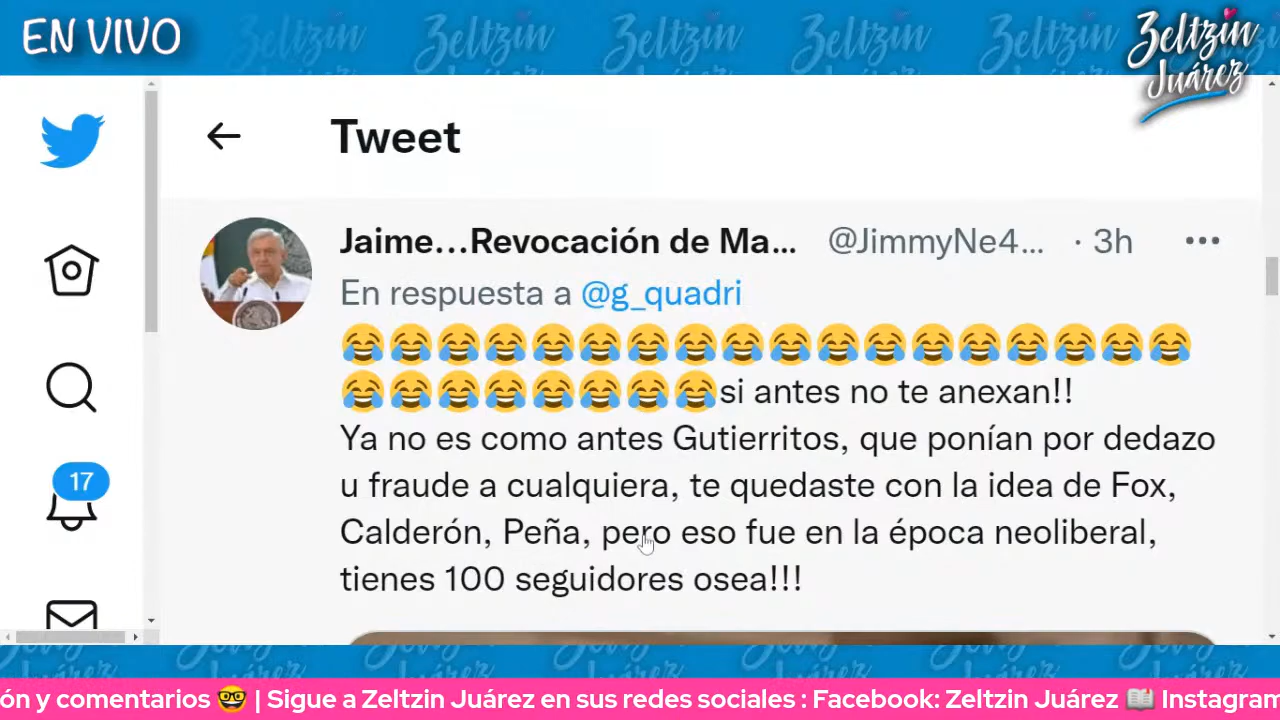 EN VIVO
Zeltzin Juárez
Tweet
Jaime...Revocación de Ma... @JimmyNe4... · 3h
En respuesta a @g_quadri
😂😂😂😂😂😂😂😂😂😂😂😂😂😂😂😂😂😂
😂😂😂😂😂😂😂😂si antes no te anexan!!
Ya no es como antes Gutierritos, que ponían por dedazo
u fraude a cualquiera, te quedaste con la idea de Fox,
Calderón, Peña, pero eso fue en la época neoliberal,
tienes 100 seguidores osea!!!
17
ón y comentarios 🤓 | Sigue a Zeltzin Juárez en sus redes sociales : Facebook: Zeltzin Juárez 📖 Instagram